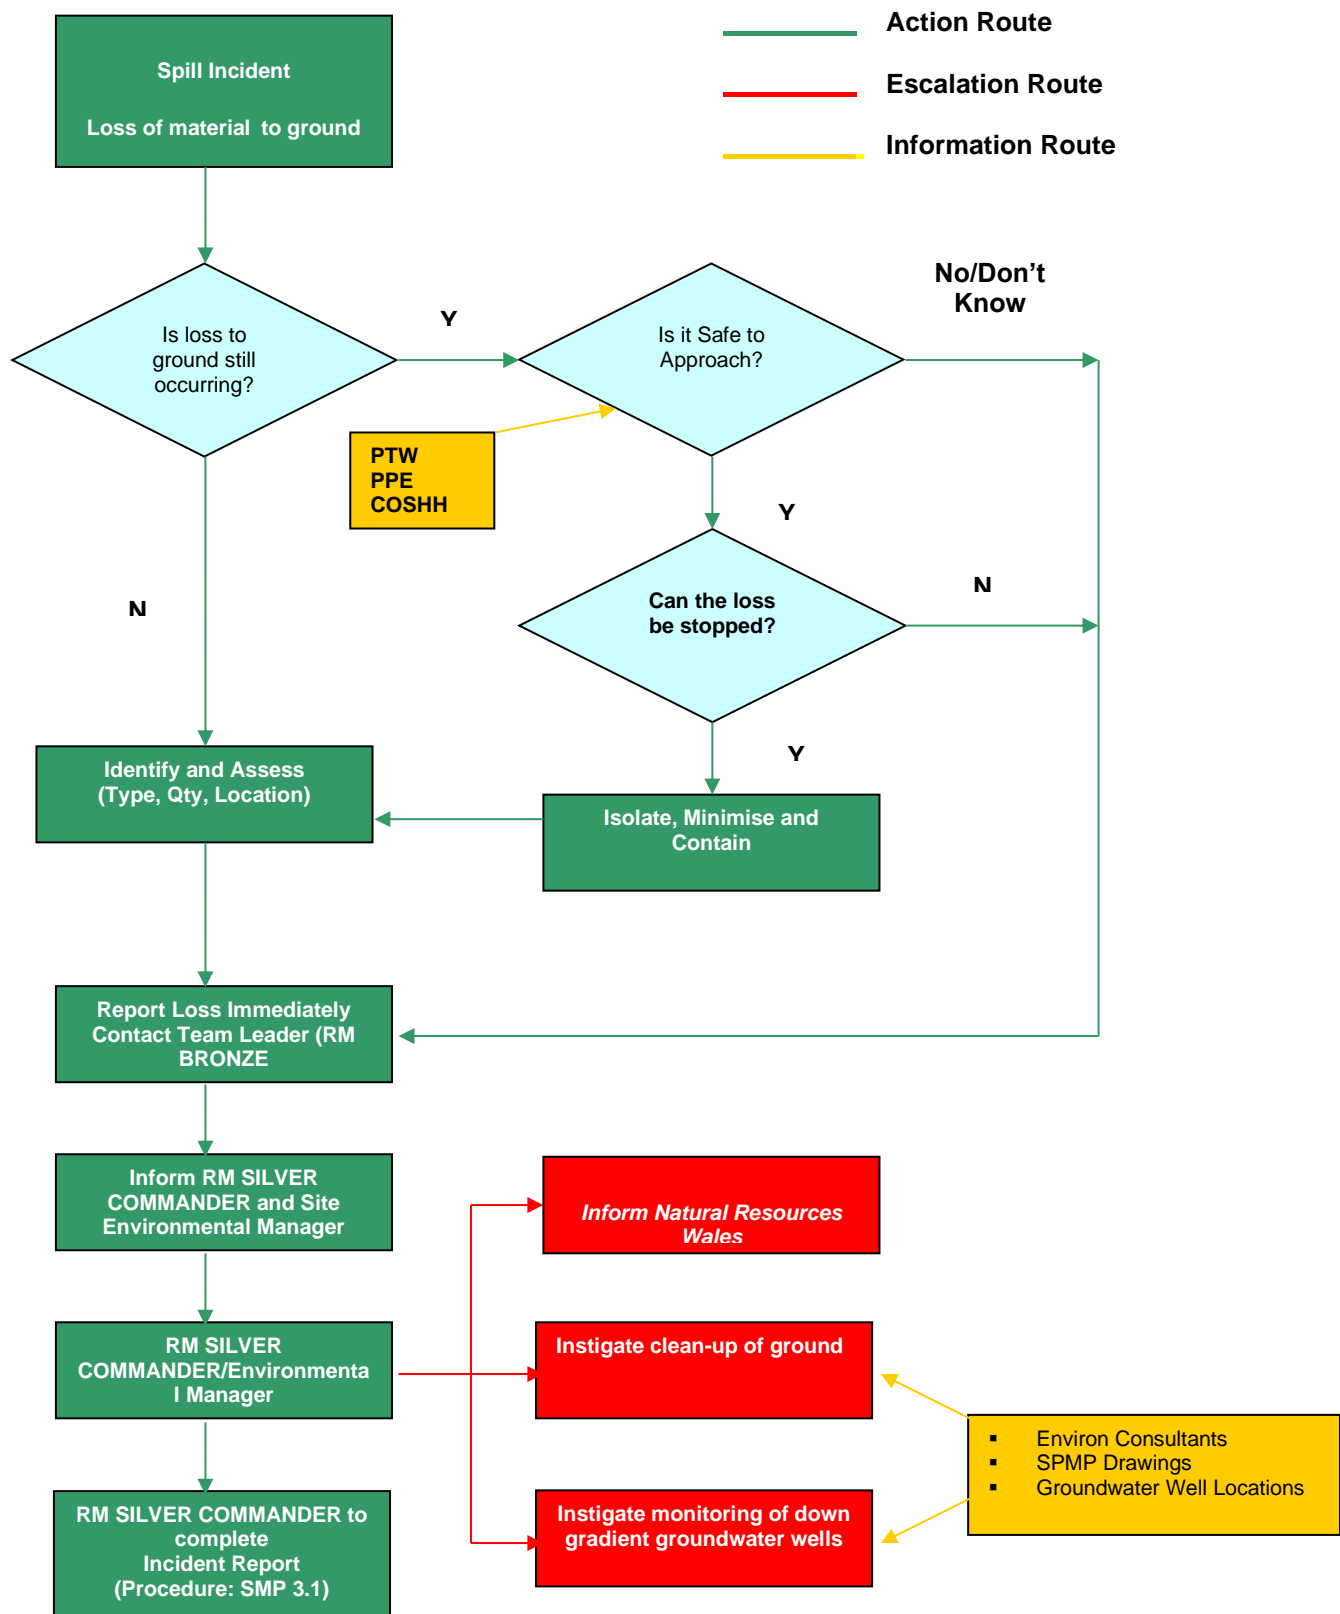 Spill Incident
Loss of material to ground
Action Route
Escalation Route
Information Route
Is loss to
ground still
occurring?
Y
Is it Safe to
Approach?
No/Don't
Know
PTW
PPE
COSHH
Y
N
Can the loss
be stopped?
N
Y
Identify and Assess
(Type, Qty, Location)
Isolate, Minimise and
Contain
Report Loss Immediately
Contact Team Leader (RM
BRONZE
Inform RM SILVER
COMMANDER and Site
Environmental Manager
Inform Natural Resources
Wales
RM SILVER
COMMANDER/Environmenta
l Manager
Instigate clean-up of ground
▪ Environ Consultants
▪ SPMP Drawings
▪ Groundwater Well Locations
RM SILVER COMMANDER to
complete
Incident Report
(Procedure: SMP 3.1)
Instigate monitoring of down
gradient groundwater wells